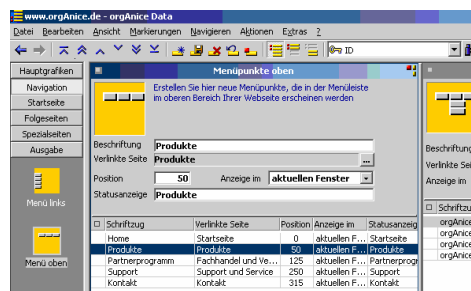 www.orgAnice.de - orgAnice Data
Datei Bearbeiten Ansicht Markierungen Navigieren Aktionen Extras ?
ID
Hauptgrafiken
Navigation
Startseite
Folgeseiten
Spezialseiten
Ausgabe
Menü links
Menü oben
Menüpunkte oben
Erstellen Sie hier neue Menüpunkte, die in der Menüleiste
im oberen Bereich Ihrer Webseite erscheinen werden
Beschriftung Produkte
Verlinkte Seite Produkte ...
Position 50 Anzeige im aktuellen Fenster
Statusanzeige Produkte
Schriftzug Verlinkte Seite Position Anzeige im Statusanzeig
Home Startseite 0 aktuellen F... Startseite
Produkte Produkte 50 aktuellen F... Produkte
Partnerprogramm Fachhandel und Ve... 125 aktuellen F... Partnerprogr
Support Support und Service 250 aktuellen F... Support
Kontakt Kontakt 315 aktuellen F... Kontakt
Beschriftung
Verlinkte Sei
Anzeige im
Schriftzu
orgAnice
orgAnice
orgAnice
orgAnice